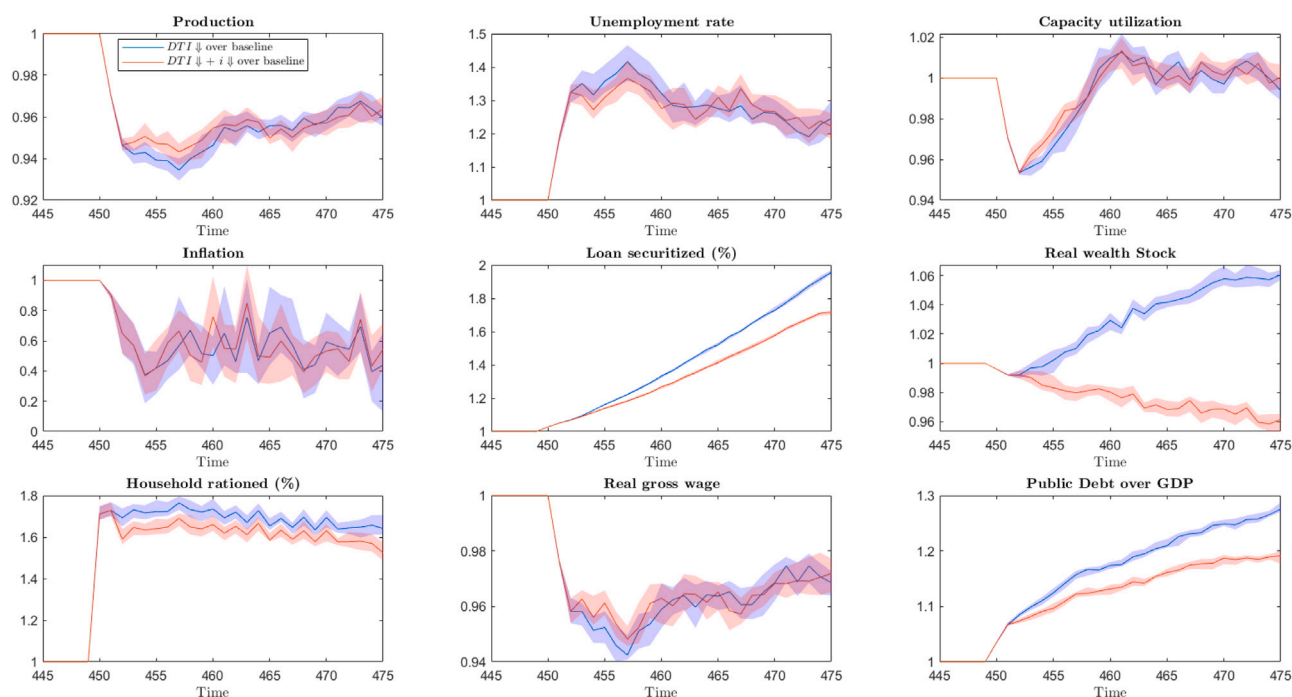 Production
DTI ⇓ over baseline
DTI ⇓ + i ⇓ over baseline
1
0.98
0.96
0.94
0.92
445 450 455 460 465 470 475
Time
Unemployment rate
1.5
1.4
1.3
1.2
1.1
1
445 450 455 460 465 470 475
Time
Capacity utilization
1.02
1
0.98
0.96
0.94
445 450 455 460 465 470 475
Time
Inflation
1
0.8
0.6
0.4
0.2
0
445 450 455 460 465 470 475
Time
Loan securitized (%)
2
1.8
1.6
1.4
1.2
1
445 450 455 460 465 470 475
Time
Real wealth Stock
1.06
1.04
1.02
1
0.98
0.96
445 450 455 460 465 470 475
Time
Household rationed (%)
1.8
1.6
1.4
1.2
1
445 450 455 460 465 470 475
Time
Real gross wage
1
0.98
0.96
0.94
445 450 455 460 465 470 475
Time
Public Debt over GDP
1.3
1.2
1.1
1
445 450 455 460 465 470 475
Time